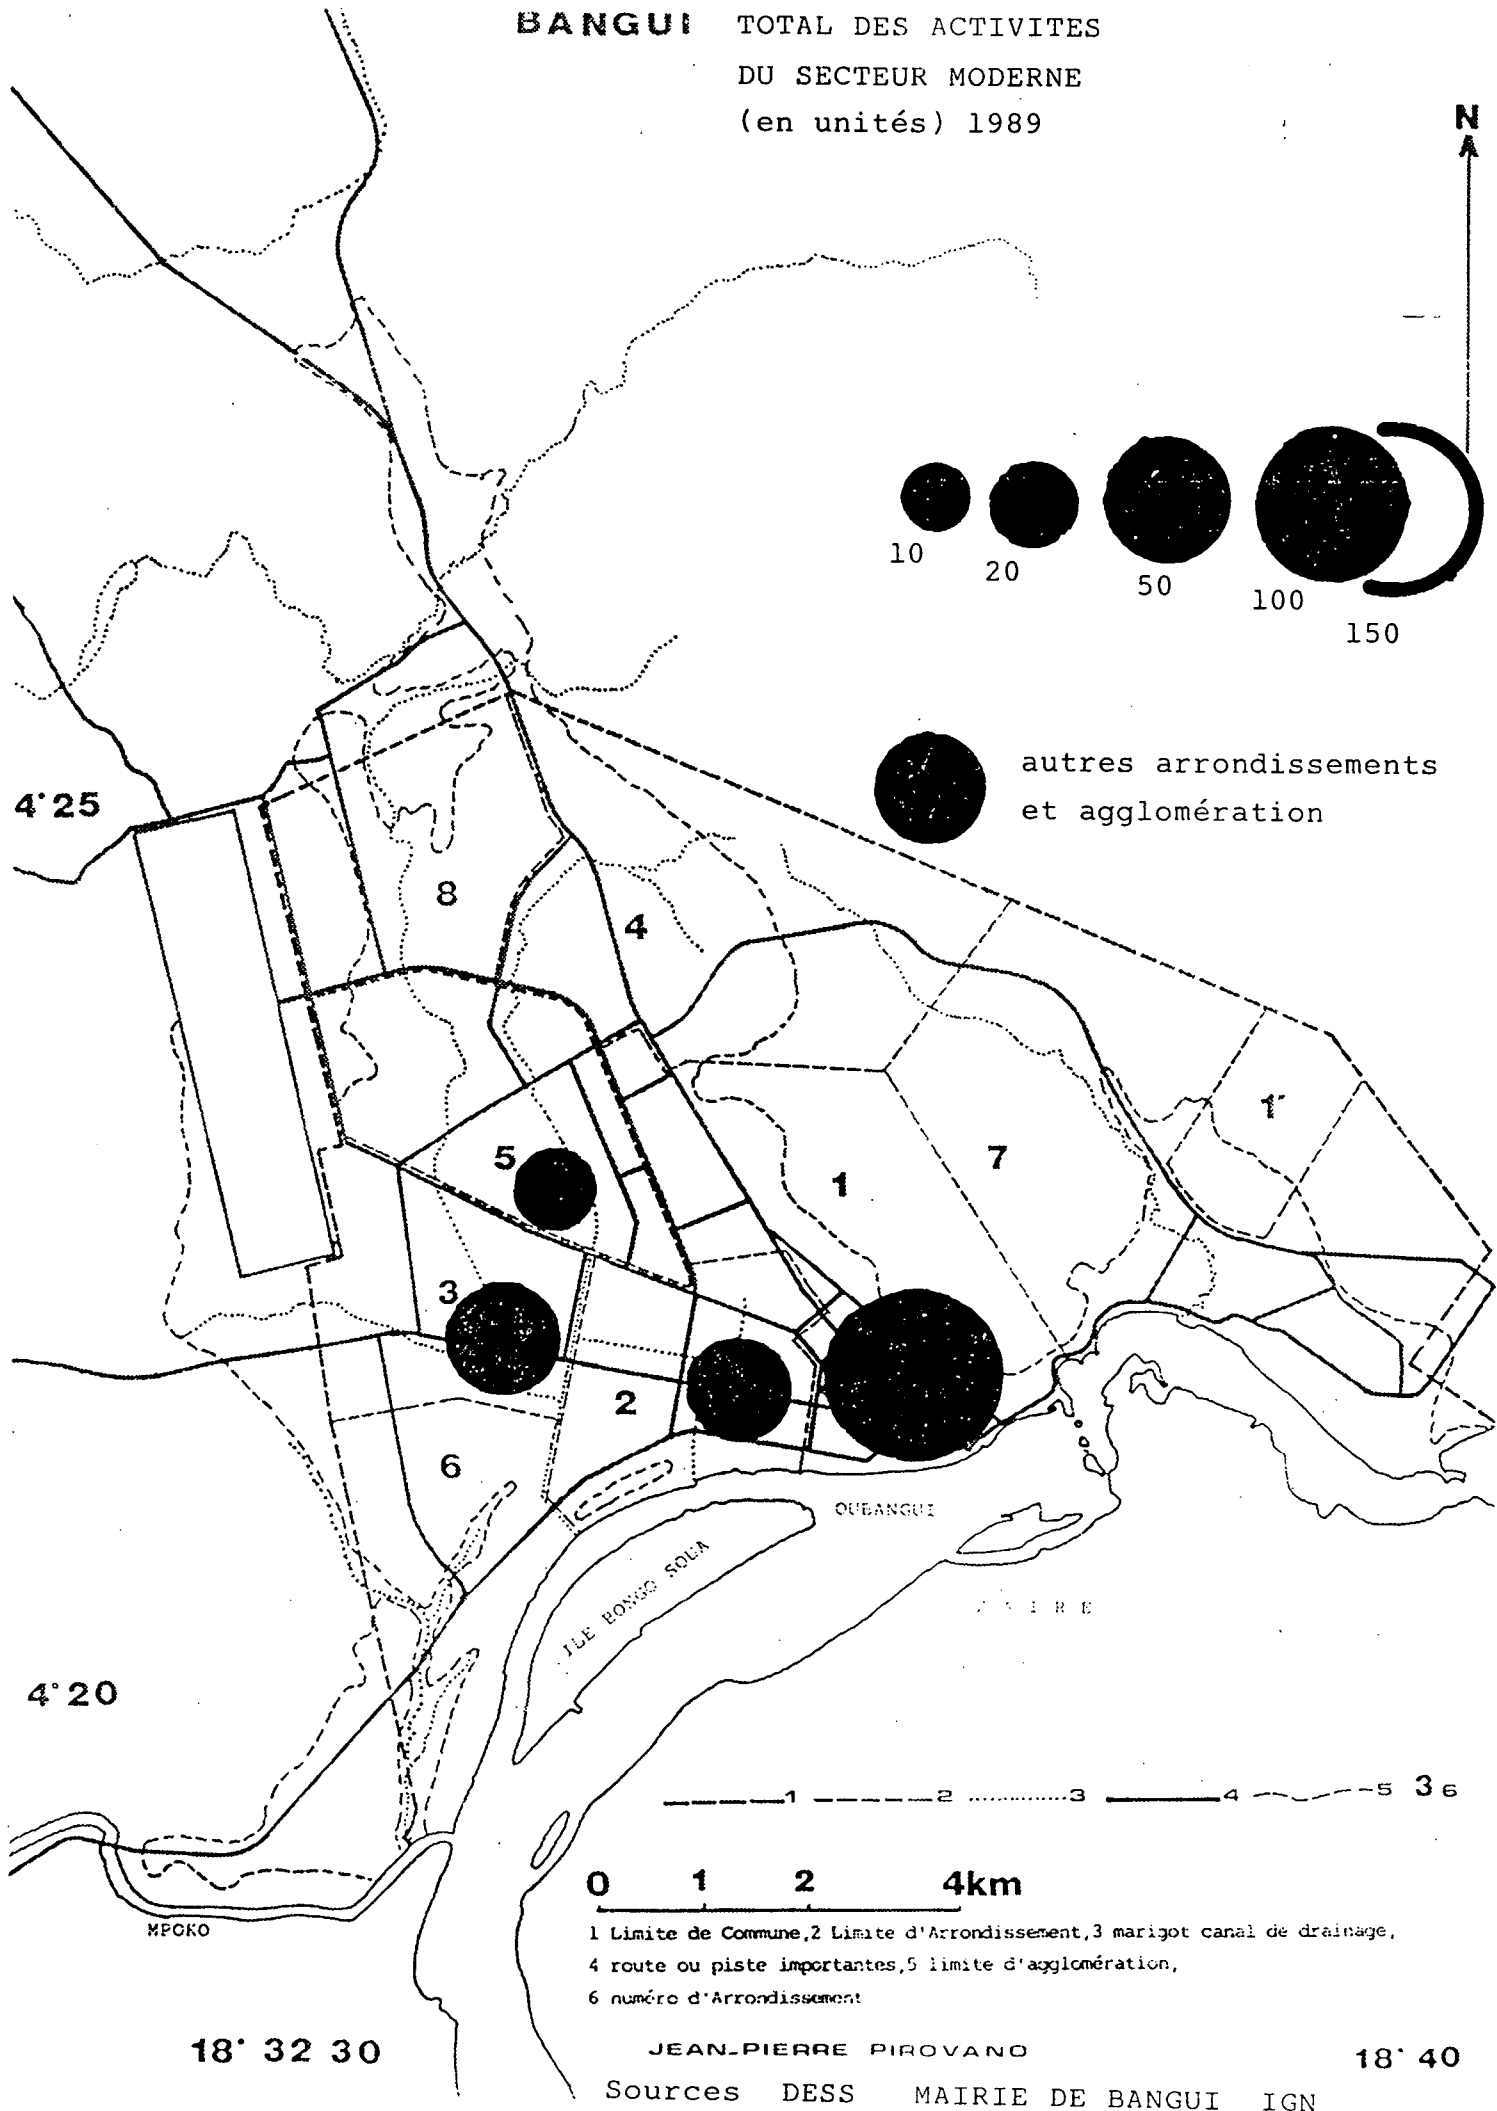 BANGUI TOTAL DES ACTIVITES
DU SECTEUR MODERNE
(en unités) 1989
N
10
20
50
100
150
autres arrondissements
et agglomération
4°25
8
4
1
5
7
1
3
2
6
OUBANGUI
ILE BONGO SOUA
ZAIRE
4°20
1 2 3 4 5 3 6
0 1 2 4km
MPOKO
1 Limite de Commune,2 Limite d'Arrondissement,3 marigot canal de drainage,
4 route ou piste importantes,5 limite d'agglomération,
6 numéro d'Arrondissement
18° 32 30
JEAN-PIERRE PIROVANO
18° 40
Sources DESS MAIRIE DE BANGUI IGN